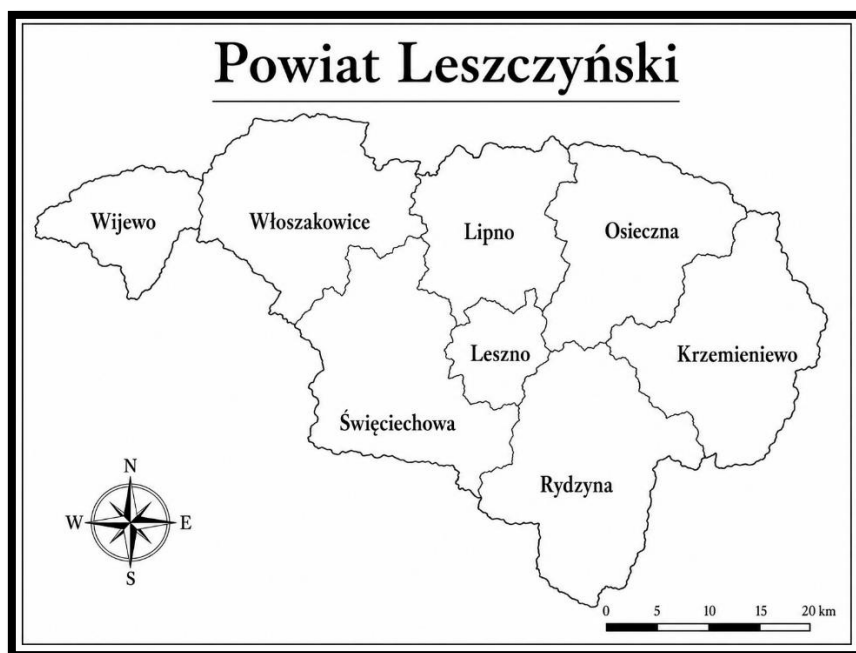 Powiat Leszczyński
Wijewo
Włoszakowice
Lipno
Osieczna
Leszno
Krzemieniewo
Święciechowa
Rydzyna
N
W E
S
0 5 10 15 20 km